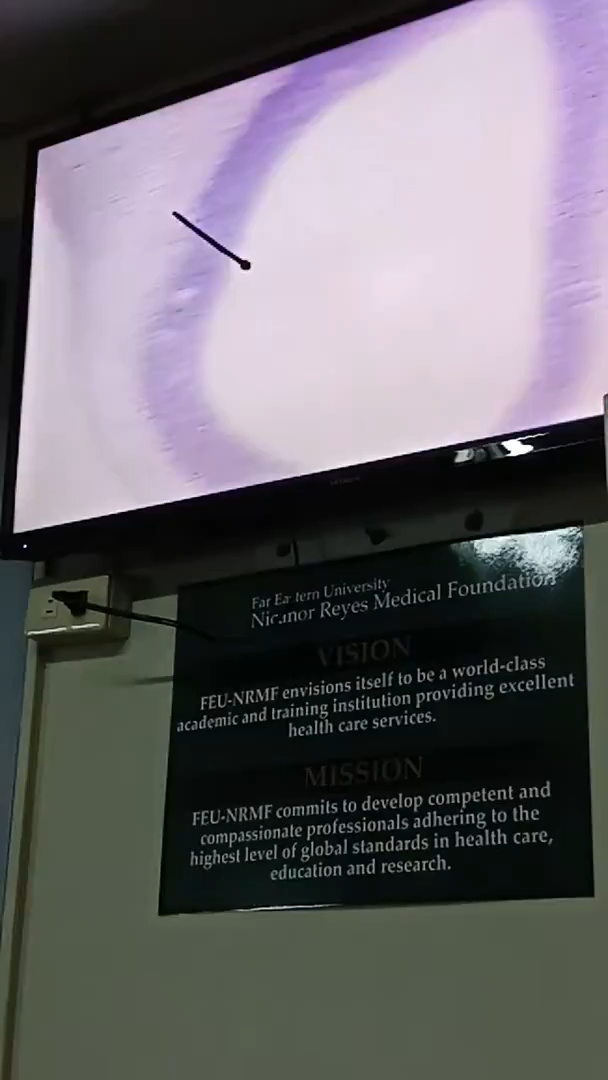 HITACHI
Far Eastern University
Nicanor Reyes Medical Foundation
VISION
FEU-NRMF envisions itself to be a world-class
academic and training institution providing excellent
health care services.
MISSION
FEU-NRMF commits to develop competent and
compassionate professionals adhering to the
highest level of global standards in health care,
education and research.